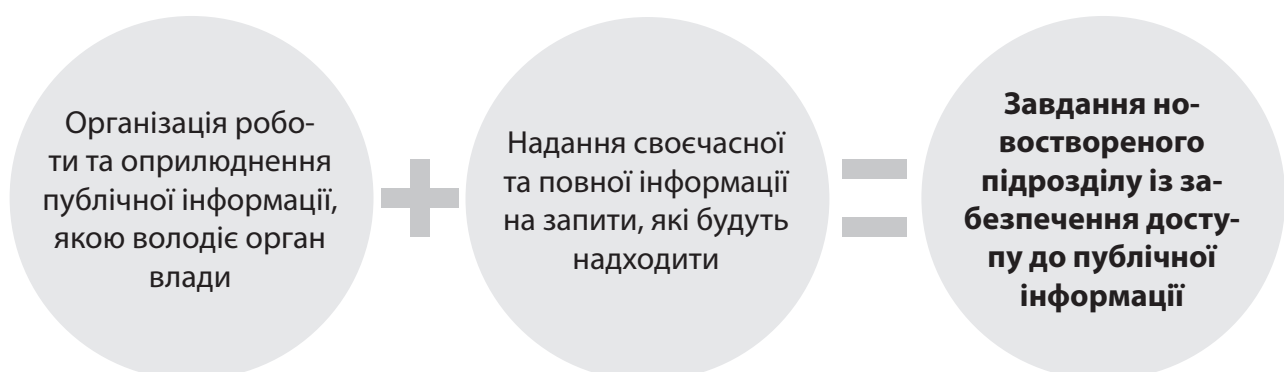 Організація робо-
ти та оприлюднення
публічної інформації,
якою володіє орган
влади
Надання своєчасної
та повної інформації
на запити, які будуть
надходити
Завдання но-
воствореного
підрозділу із за-
безпечення досту-
пу до публічної
інформації